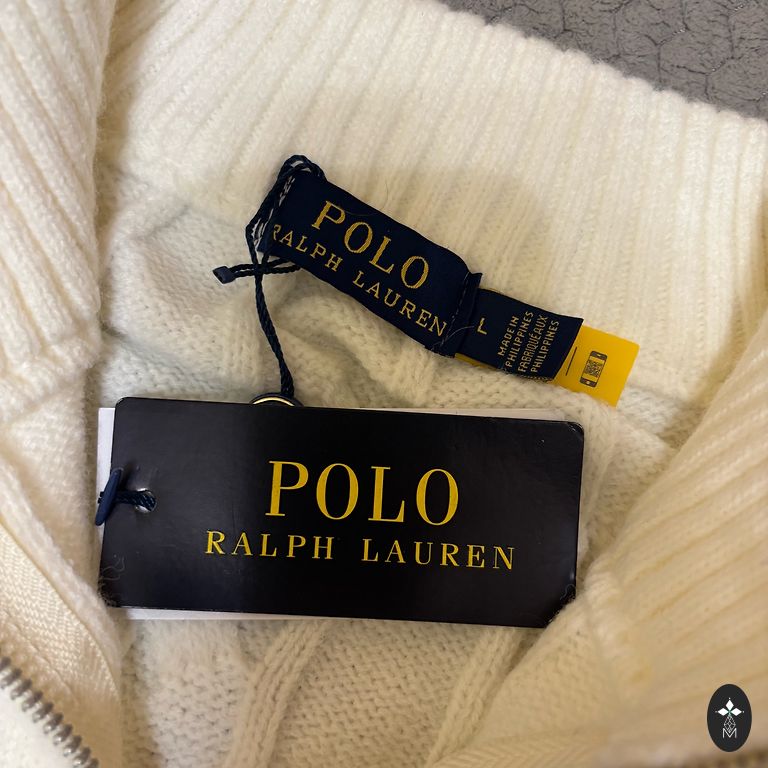 POLO
RALPH LAUREN
L
MADE IN
PHILIPPINES
FABRIQUÉ AUX
PHILIPPINES
POLO
RALPH LAUREN
M